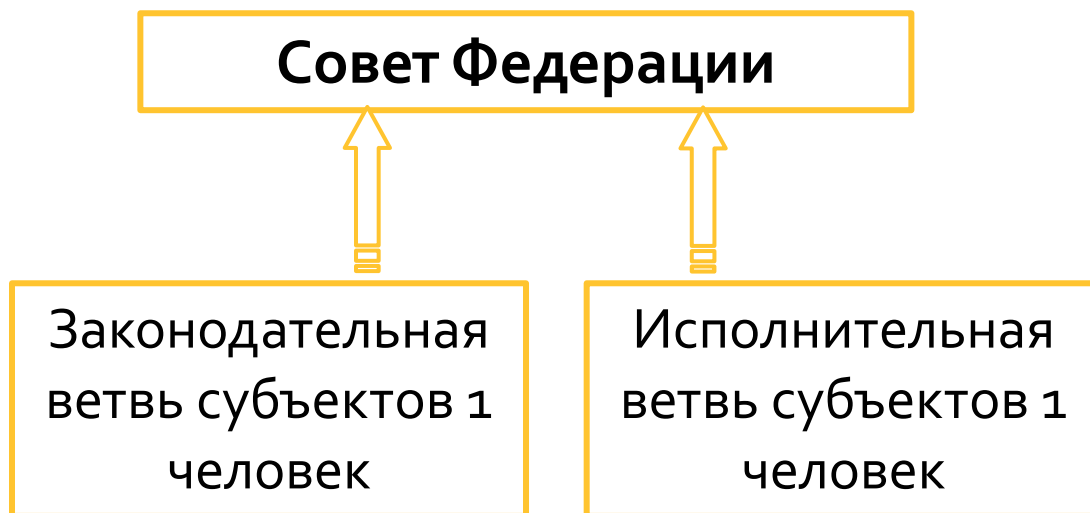 Совет Федерации
Законодательная
ветвь субъектов 1
человек
Исполнительная
ветвь субъектов 1
человек